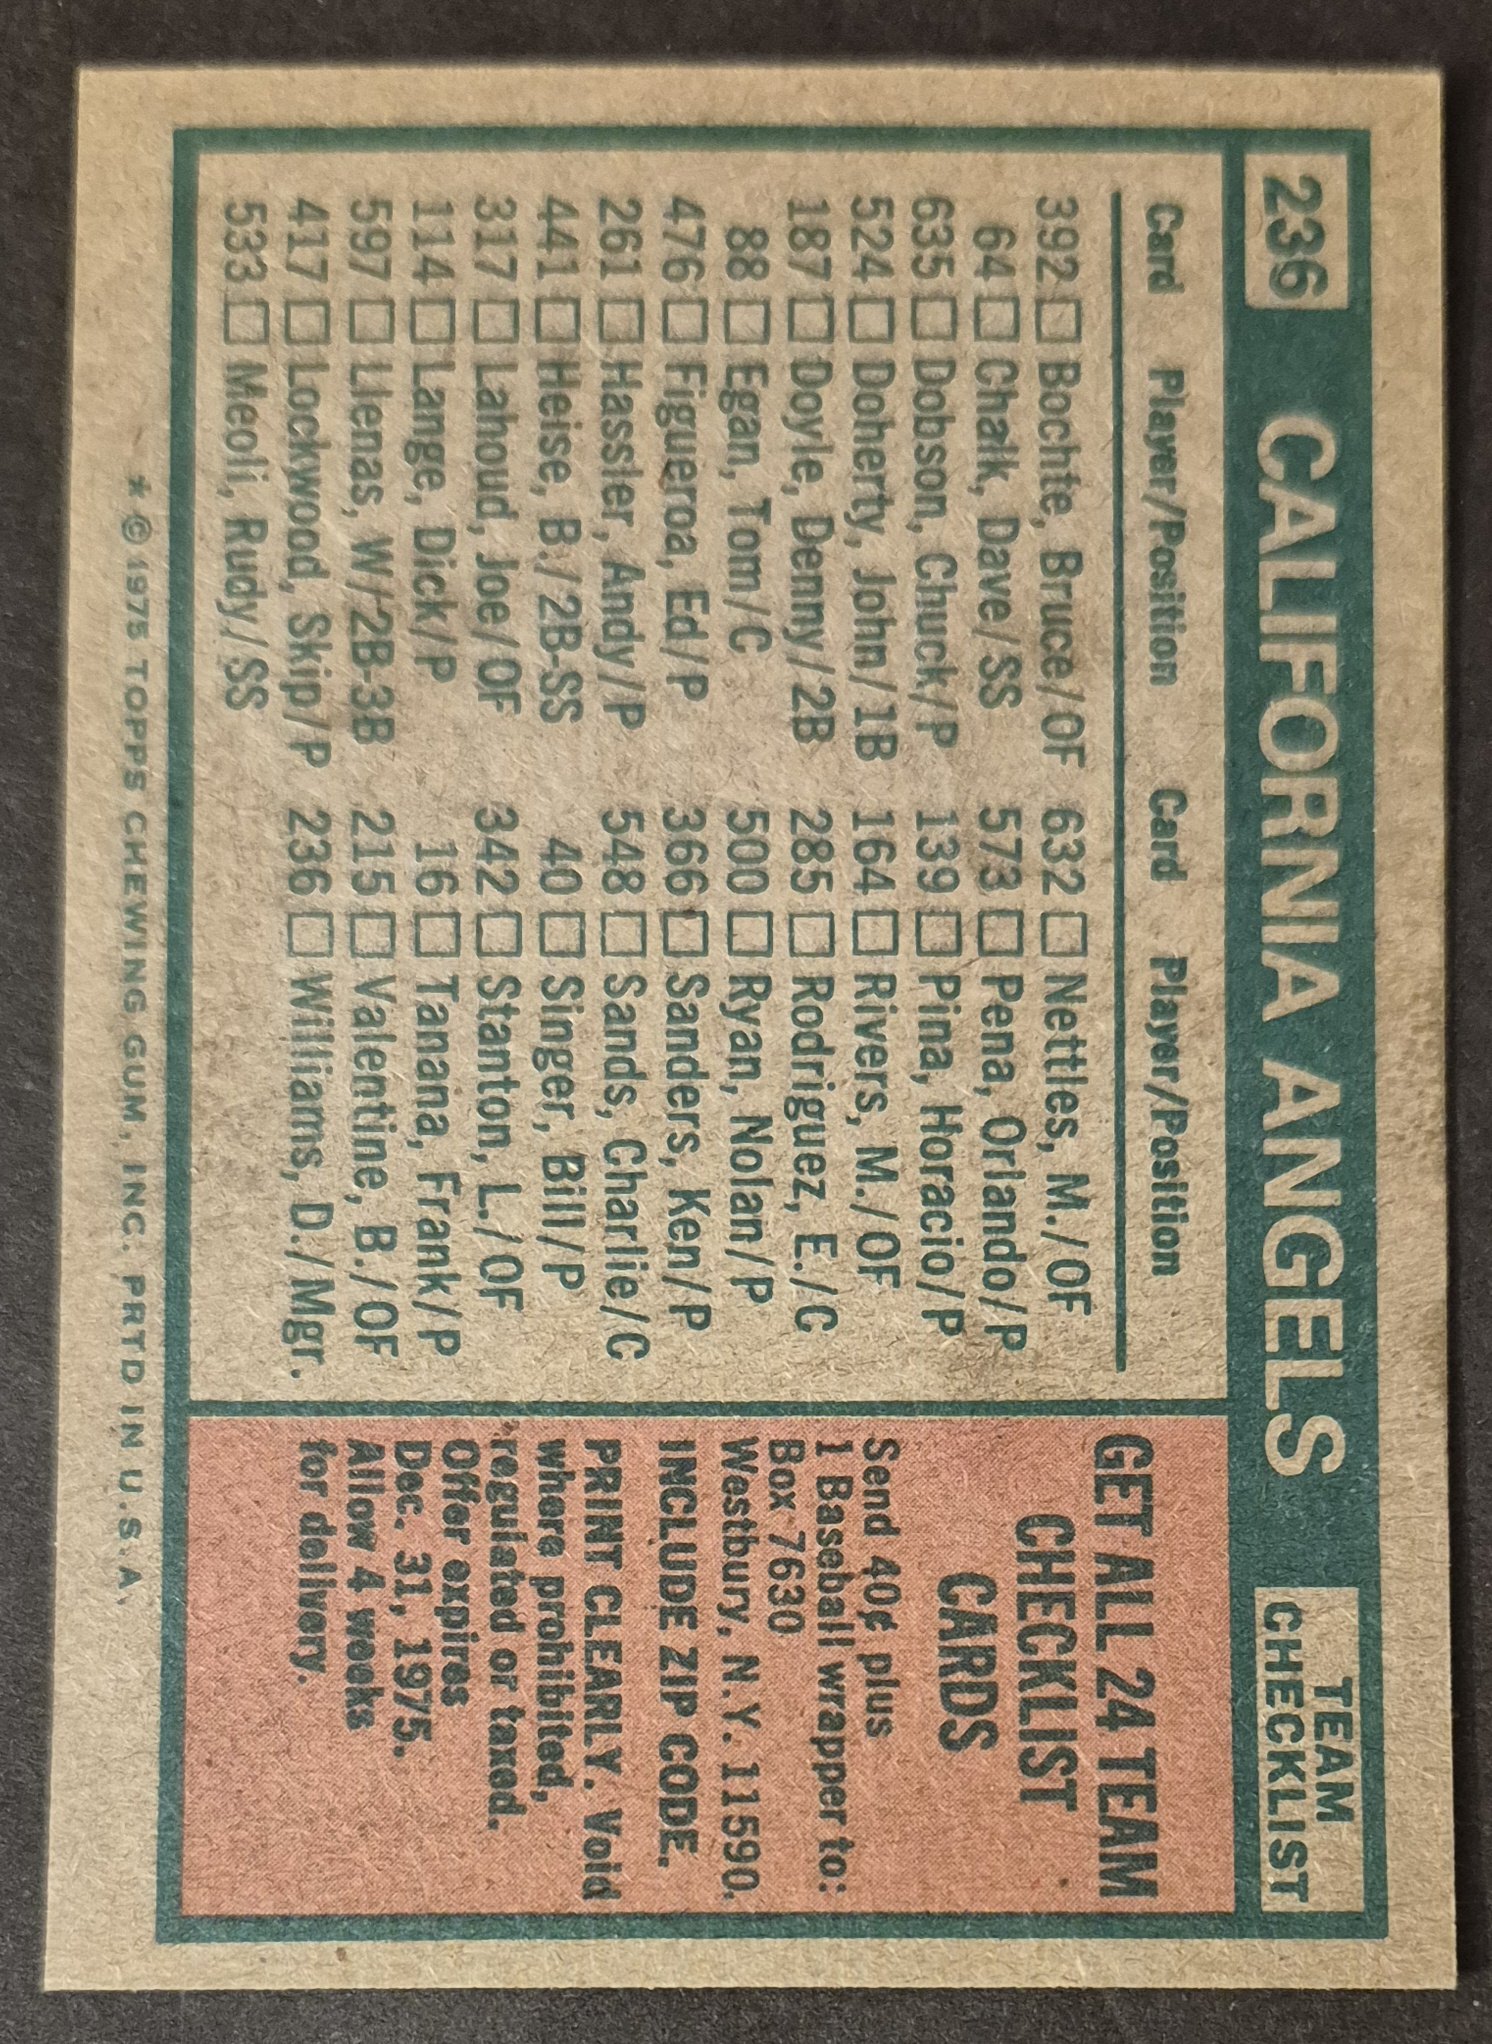 236 CALIFORNIA ANGELS TEAM CHECKLIST
Card Player/Position Card Player/Position
392 Bochte, Bruce/OF 632 Nettles, M./OF
64 Chalk, Dave/SS 573 Pena, Orlando/P
635 Dobson, Chuck/P 139 Pina, Horacio/P
524 Doherty, John/1B 164 Rivers, M./OF
187 Doyle, Denny/2B 285 Rodriguez, E./C
88 Egan, Tom/C 500 Ryan, Nolan/P
476 Figueroa, Ed/P 366 Sanders, Ken/P
261 Hassler, Andy/P 548 Sands, Charlie/C
441 Heise, B./2B-SS 40 Singer, Bill/P
317 Lahoud, Joe/OF 342 Stanton, L./OF
114 Lange, Dick/P 16 Tanana, Frank/P
597 Llenas, W/2B-3B 215 Valentine, B./OF
417 Lockwood, Skip/P 236 Williams, D./Mgr.
533 Meoli, Rudy/SS
GET ALL 24 TEAM
CHECKLIST
CARDS
Send 40¢ plus
1 Baseball wrapper to:
Box 7630
Westbury, N.Y. 11590.
INCLUDE ZIP CODE.
PRINT CLEARLY. Void
where prohibited,
regulated or taxed.
Offer expires
Dec. 31, 1975.
Allow 4 weeks
for delivery.
* © 1975 TOPPS CHEWING GUM, INC. PRTD IN U.S.A.